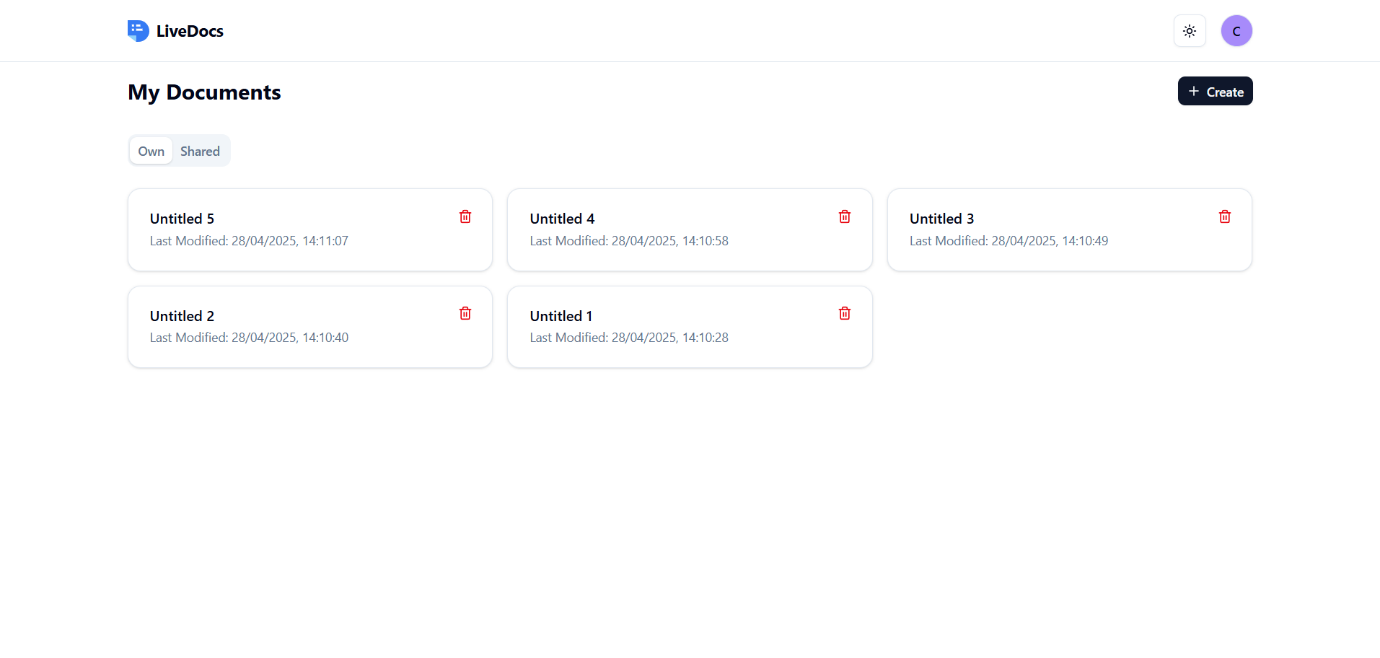 LiveDocs
C
My Documents
+ Create
Own Shared
Untitled 5
Last Modified: 28/04/2025, 14:11:07
Untitled 4
Last Modified: 28/04/2025, 14:10:58
Untitled 3
Last Modified: 28/04/2025, 14:10:49
Untitled 2
Last Modified: 28/04/2025, 14:10:40
Untitled 1
Last Modified: 28/04/2025, 14:10:28